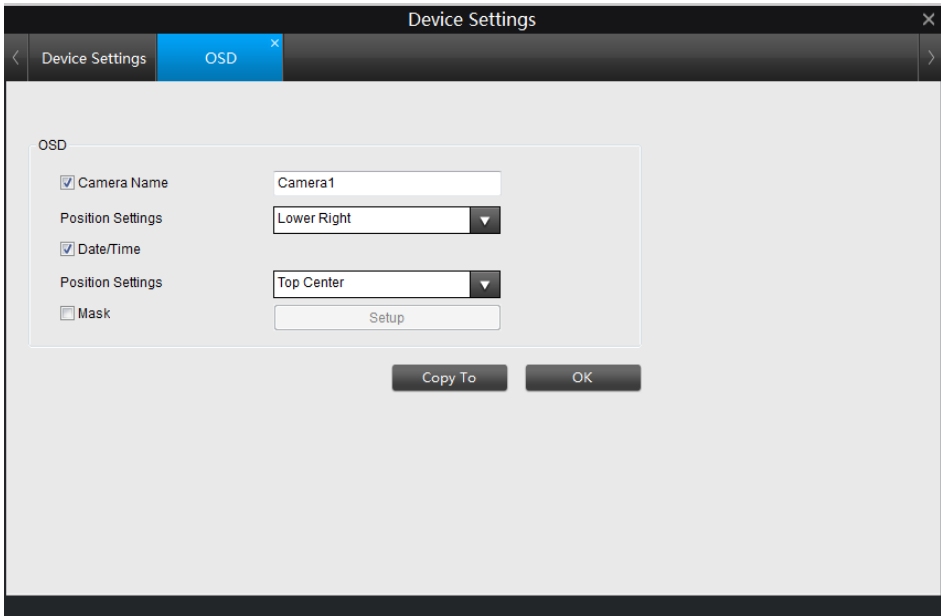 Device Settings
Device Settings OSD
OSD
Camera Name Camera1
Position Settings Lower Right
Date/Time
Position Settings Top Center
Mask Setup
Copy To OK